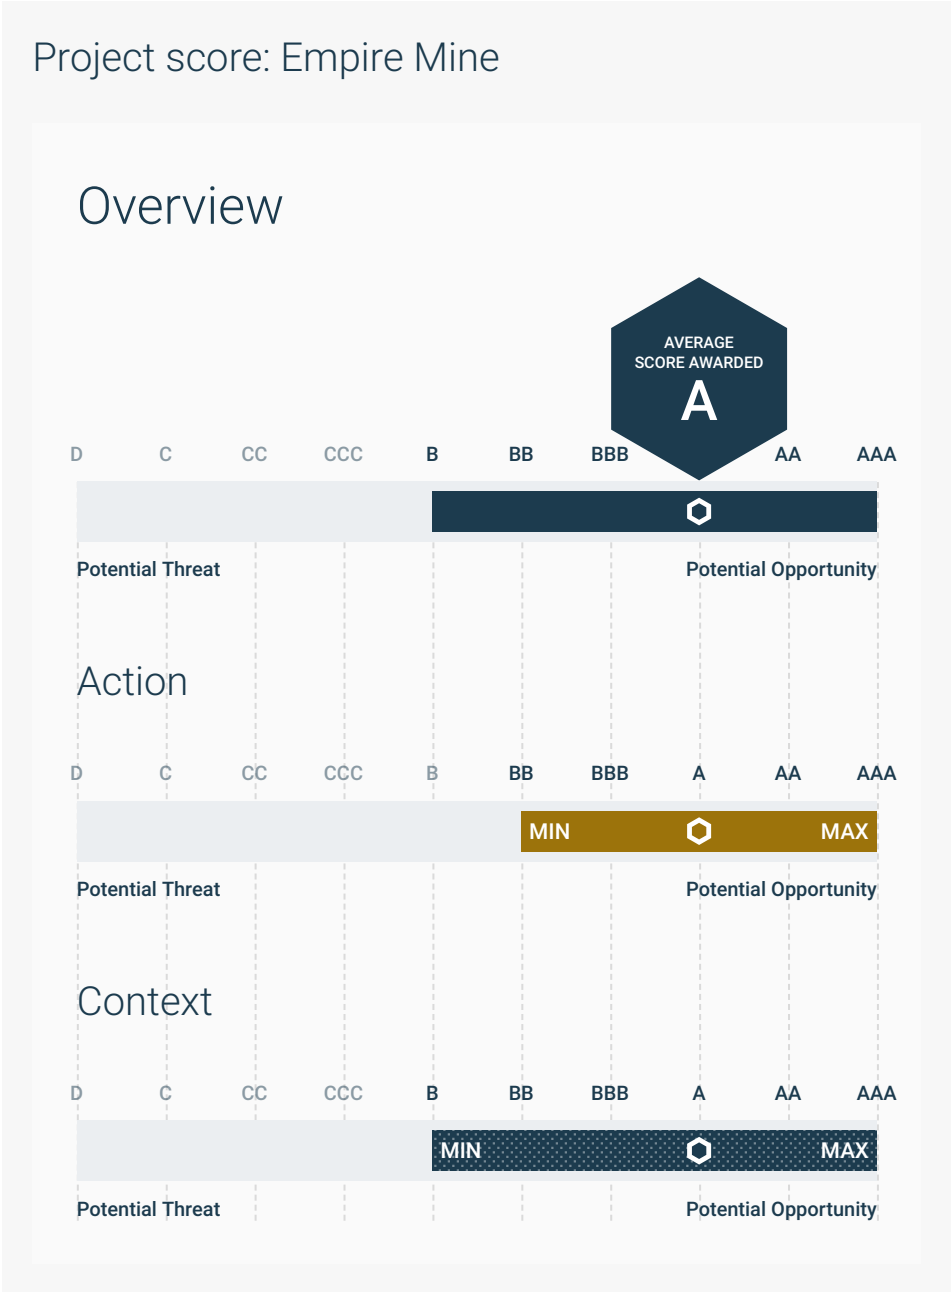 Project score: Empire Mine
Overview
AVERAGE
SCORE AWARDED
A
D C CC CCC B BB BBB AA AAA
Potential Threat Potential Opportunity
Action
D C CC CCC B BB BBB A AA AAA
MIN MAX
Potential Threat Potential Opportunity
Context
D C CC CCC B BB BBB A AA AAA
MIN MAX
Potential Threat Potential Opportunity